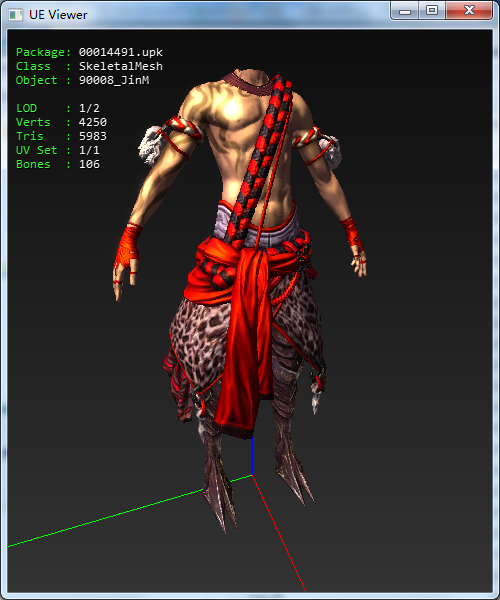 UE Viewer
Package: 00014491.upk
Class : SkeletalMesh
Object : 90008_JinM
LOD : 1/2
Verts : 4250
Tris : 5983
UV Set : 1/1
Bones : 106